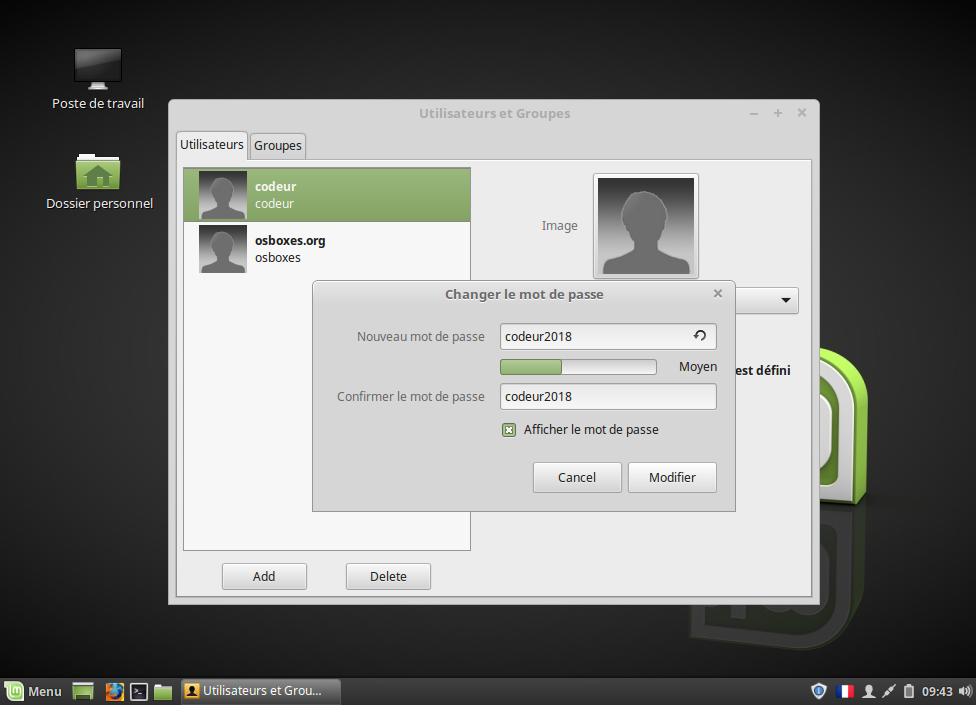 Poste de travail
Dossier personnel
Utilisateurs et Groupes
Utilisateurs
Groupes
codeur
codeur
osboxes.org
osboxes
Image
est défini
Changer le mot de passe
Nouveau mot de passe
codeur2018
Moyen
Confirmer le mot de passe
codeur2018
Afficher le mot de passe
Cancel
Modifier
Add
Delete
Menu
Utilisateurs et Grou...
09:43